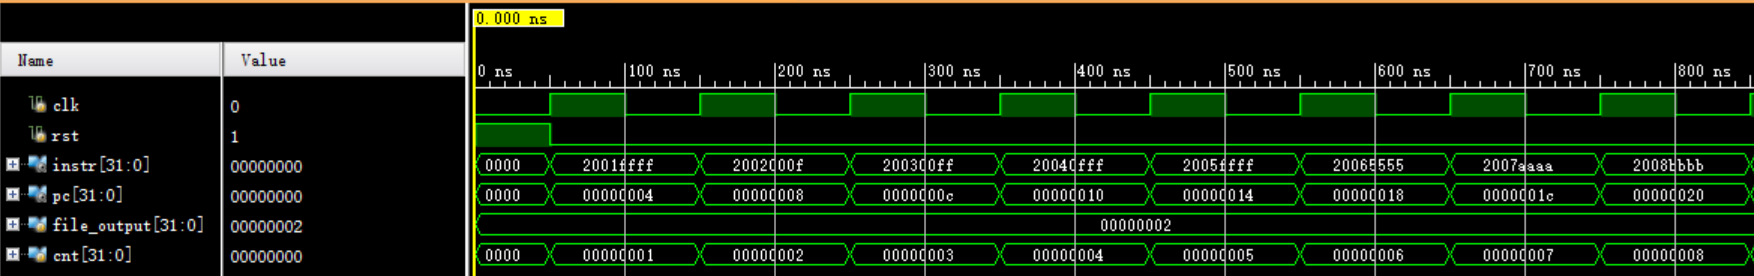 0.000 ns
Name Value
0 ns 100 ns 200 ns 300 ns 400 ns 500 ns 600 ns 700 ns 800 ns
clk 0
rst 1
instr[31:0] 00000000 0000 2001ffff 2002000f 200300ff 20040fff 2005ffff 20065555 2007aaaa 2008bbbb
pc[31:0] 00000000 0000 00000004 00000008 0000000c 00000010 00000014 00000018 0000001c 00000020
file_output[31:0] 00000002 00000002
cnt[31:0] 00000000 0000 00000001 00000002 00000003 00000004 00000005 00000006 00000007 00000008